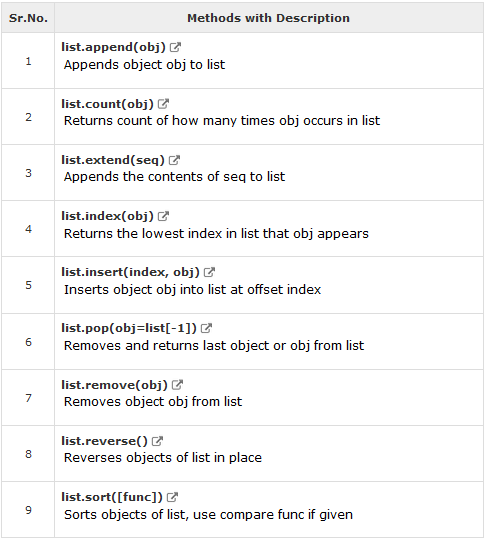 Sr.No. Methods with Description
1
list.append(obj)
Appends object obj to list
2
list.count(obj)
Returns count of how many times obj occurs in list
3
list.extend(seq)
Appends the contents of seq to list
4
list.index(obj)
Returns the lowest index in list that obj appears
5
list.insert(index, obj)
Inserts object obj into list at offset index
6
list.pop(obj=list[-1])
Removes and returns last object or obj from list
7
list.remove(obj)
Removes object obj from list
8
list.reverse()
Reverses objects of list in place
9
list.sort([func])
Sorts objects of list, use compare func if given